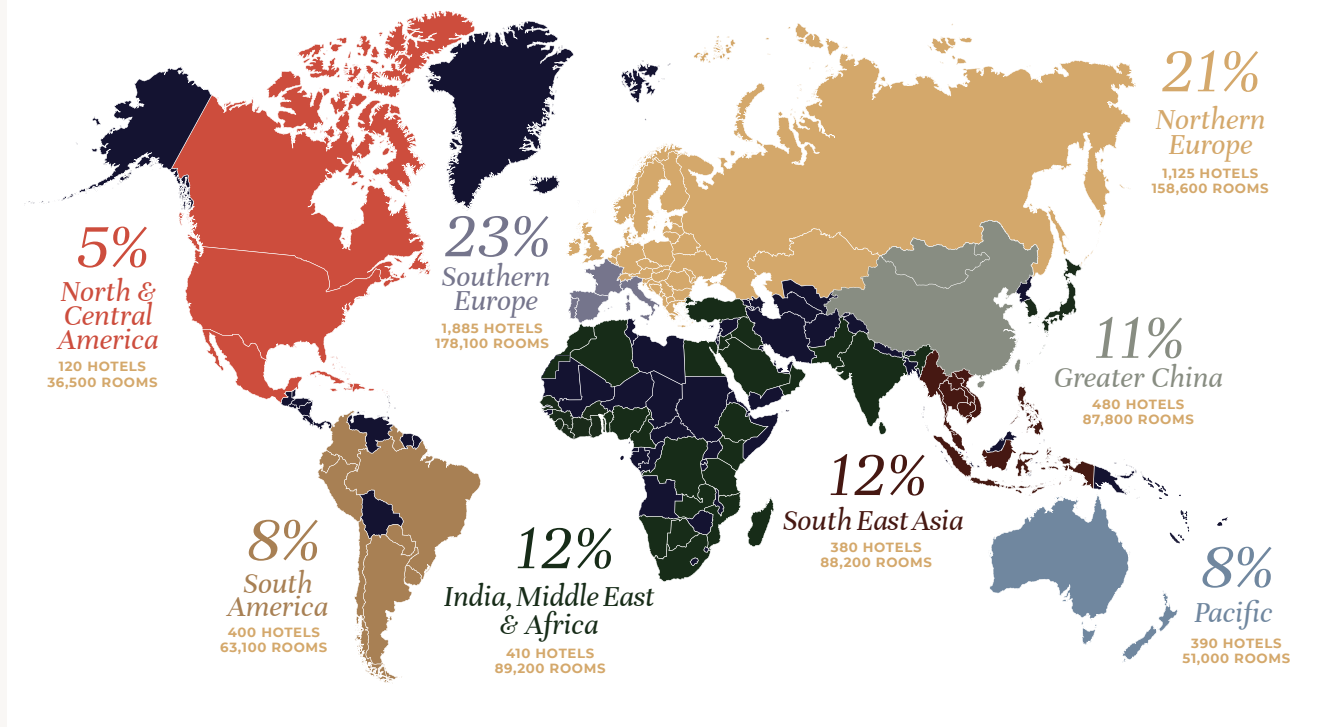 21%
Northern
Europe
1,125 HOTELS
158,600 ROOMS
5%
North &
Central
America
120 HOTELS
36,500 ROOMS
23%
Southern
Europe
1,885 HOTELS
178,100 ROOMS
11%
Greater China
480 HOTELS
87,800 ROOMS
12%
South East Asia
380 HOTELS
88,200 ROOMS
8%
South
America
400 HOTELS
63,100 ROOMS
12%
India, Middle East
& Africa
410 HOTELS
89,200 ROOMS
8%
Pacific
390 HOTELS
51,000 ROOMS